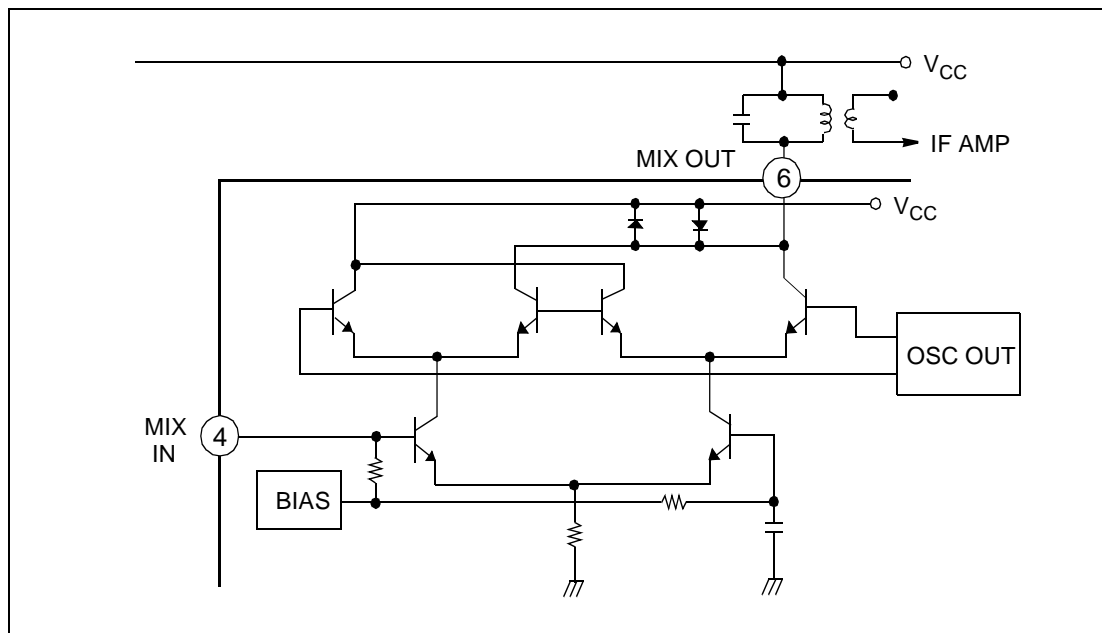 VCC
IF AMP
MIX OUT
6
VCC
OSC OUT
MIX
IN
4
BIAS